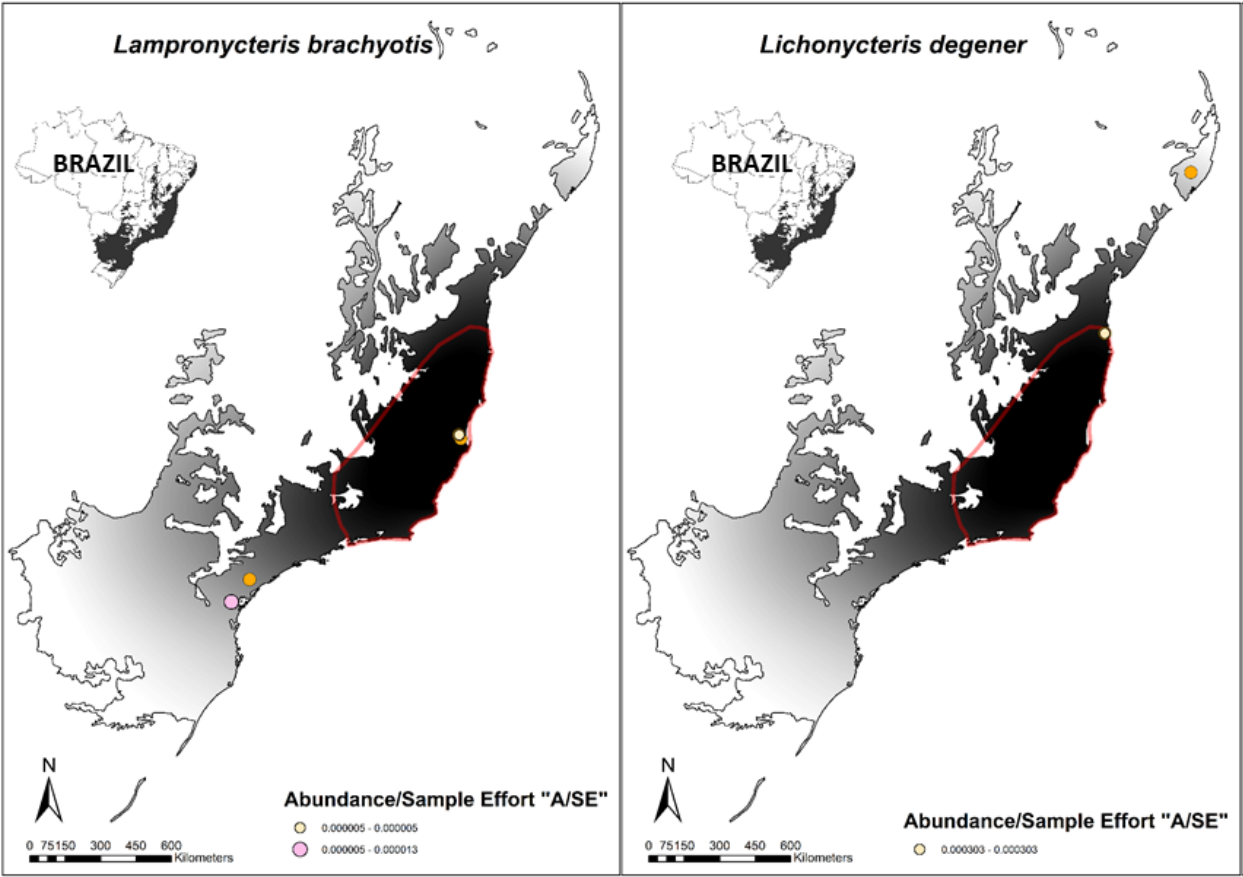 Lampronycteris brachyotis
BRAZIL
N
Abundance/Sample Effort "A/SE"
0.000005 - 0.000005
0.000005 - 0.000013
0 75150 300 450 600
Kilometers
Lichonycteris degener
BRAZIL
N
Abundance/Sample Effort "A/SE"
0.000303 - 0.000303
0 75150 300 450 600
Kilometers